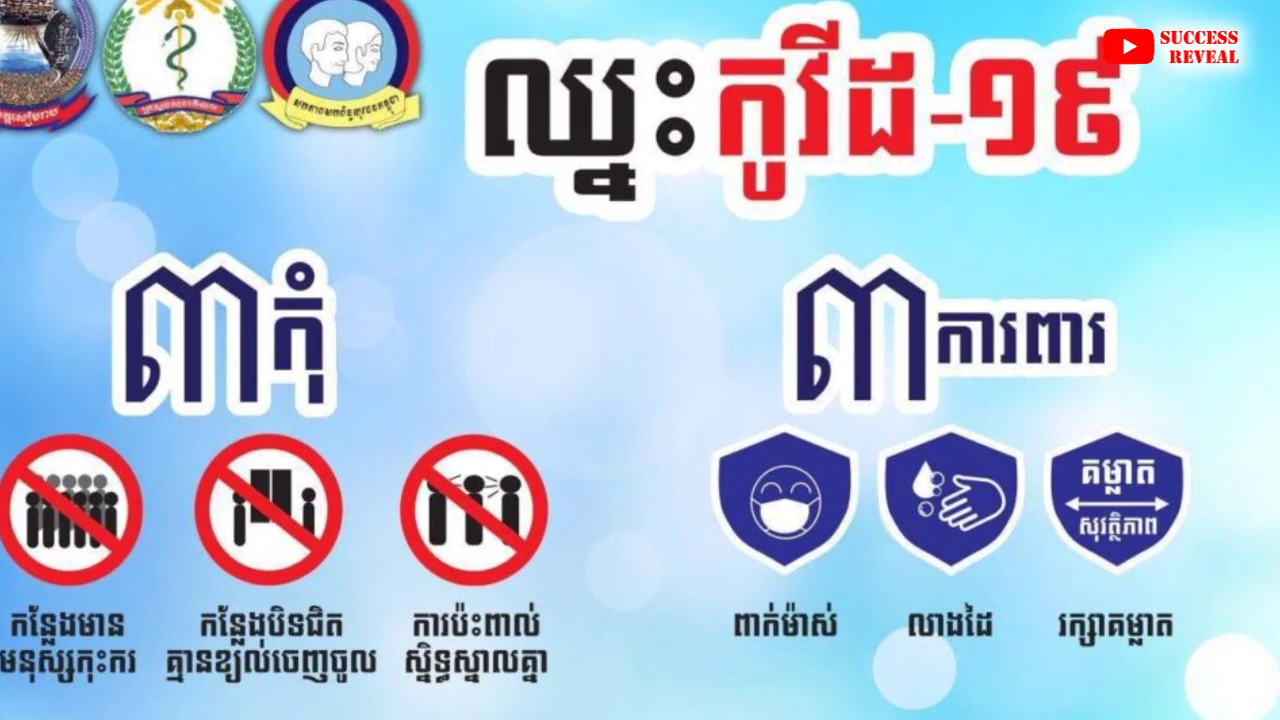 SUCCESS
REVEAL
ឈ្នះកូវីដ-១៩
៣កុំ
៣ការពារ
គម្លាត
សុវត្ថិភាព
កន្លែងមាន
មនុស្សកុះករ
កន្លែងបិទជិត
គ្មានខ្យល់ចេញចូល
ការប៉ះពាល់
ស្និទ្ធស្នាលគ្នា
ពាក់ម៉ាស់
លាងដៃ
រក្សាគម្លាត